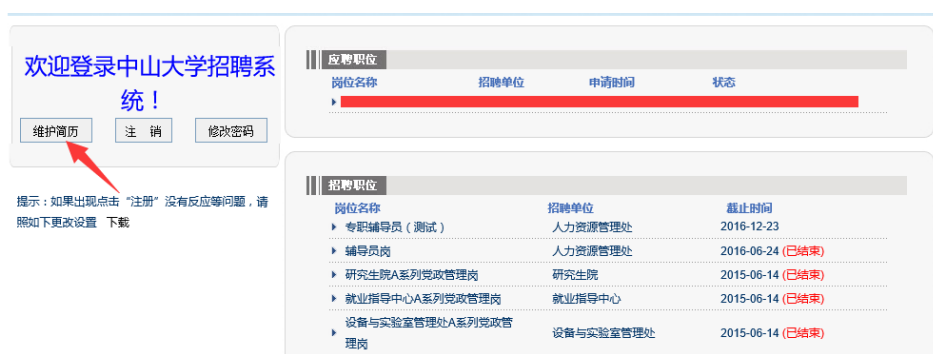 欢迎登录中山大学招聘系
统！
维护简历 注 销 修改密码
提示：如果出现点击“注册”没有反应等问题，请
照如下更改设置 下载
应聘职位
岗位名称 招聘单位 申请时间 状态
招聘职位
岗位名称 招聘单位 截止时间
专职辅导员（测试） 人力资源管理处 2016-12-23
辅导员岗 人力资源管理处 2016-06-24 (已结束)
研究生院A系列党政管理岗 研究生院 2015-06-14 (已结束)
就业指导中心A系列党政管理岗 就业指导中心 2015-06-14 (已结束)
设备与实验室管理处A系列党政管
理岗 设备与实验室管理处 2015-06-14 (已结束)